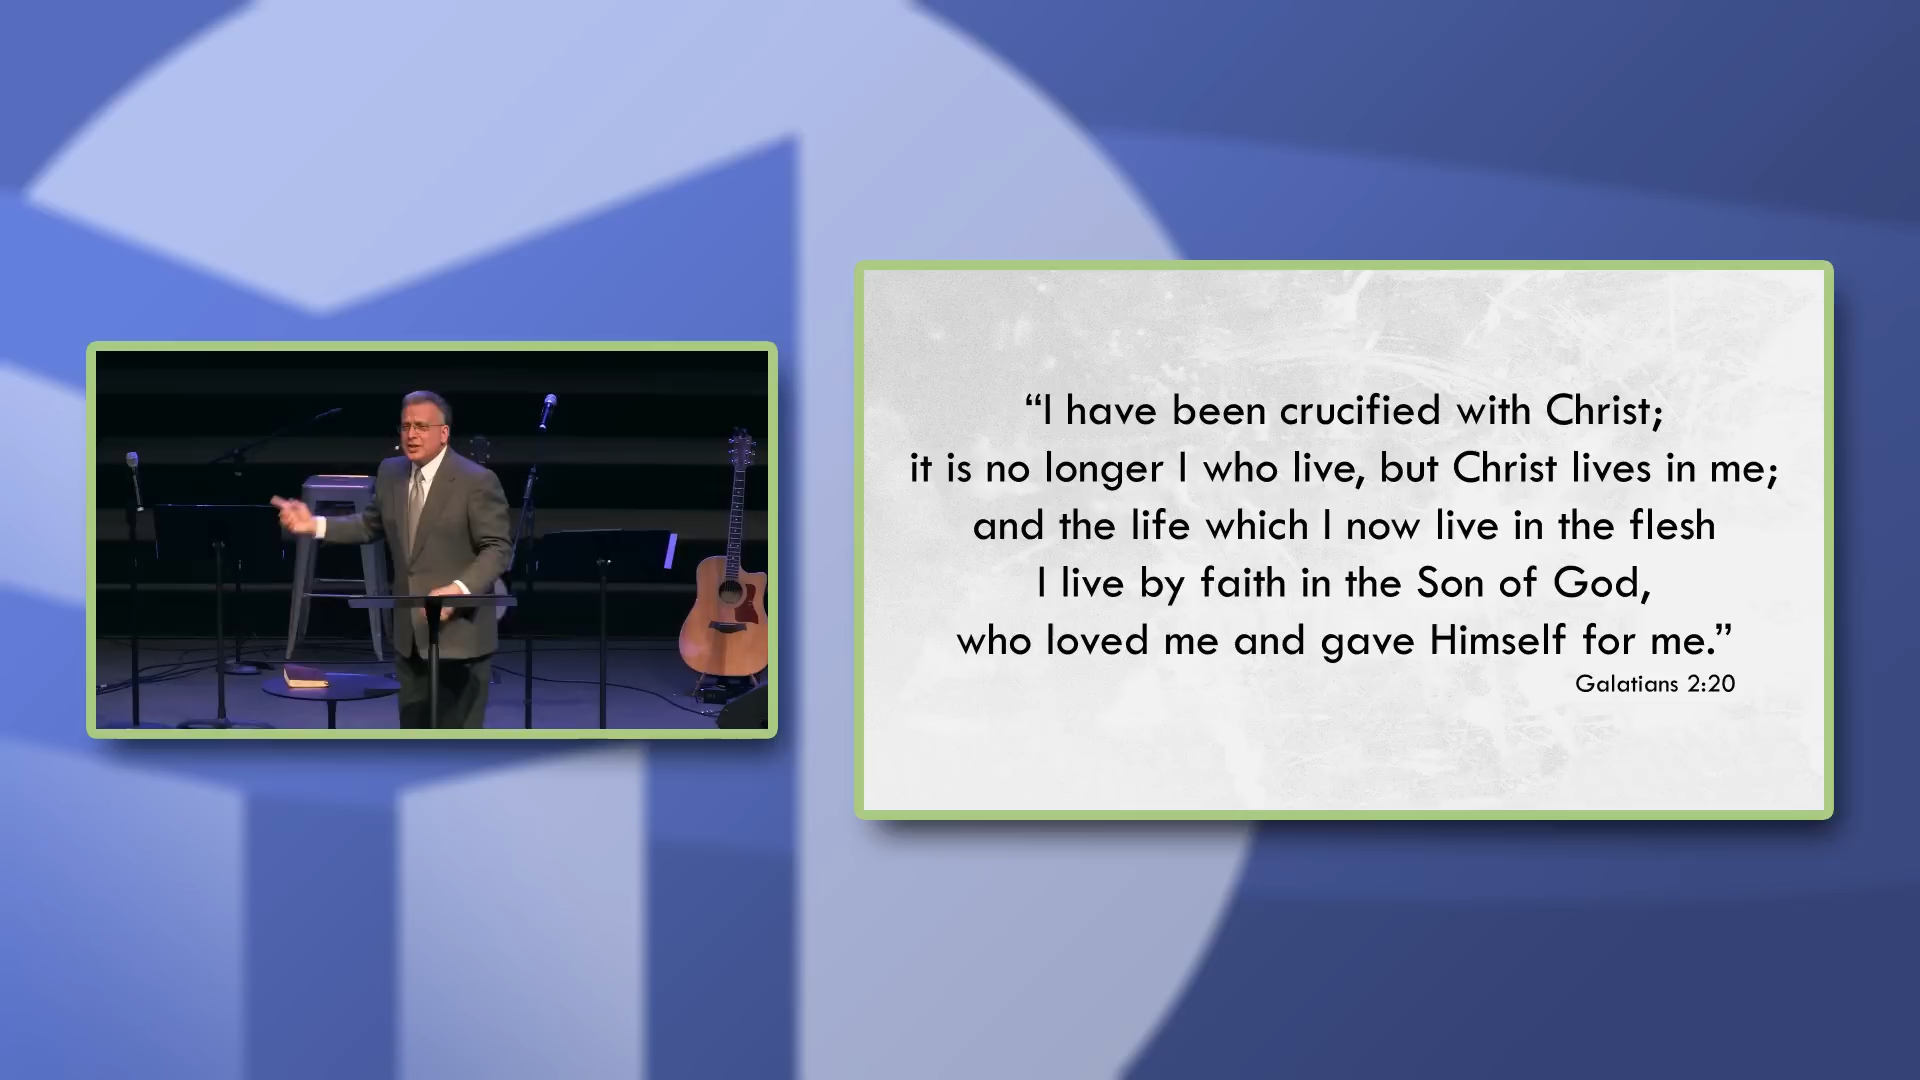 “I have been crucified with Christ;
it is no longer I who live, but Christ lives in me;
and the life which I now live in the flesh
I live by faith in the Son of God,
who loved me and gave Himself for me.”
Galatians 2:20